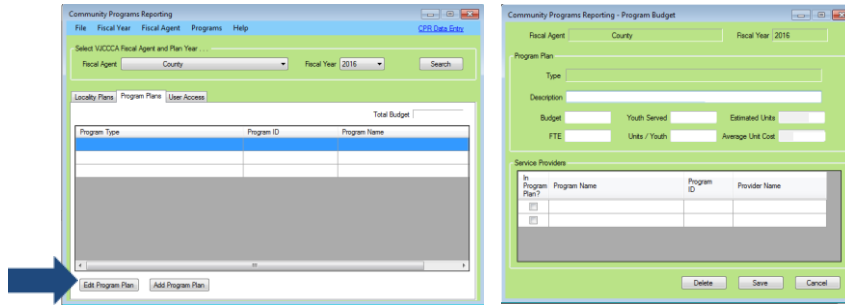 Community Programs Reporting
File Fiscal Year Fiscal Agent Programs Help CPR Data Entry
Select VJCCCA Fiscal Agent and Plan Year . . .
Fiscal Agent County Fiscal Year 2016 Search
Locality Plans Program Plans User Access
Total Budget
Program Type Program ID Program Name
Edit Program Plan Add Program Plan
Community Programs Reporting - Program Budget
Fiscal Agent County Fiscal Year 2016
Program Plan
Type
Description
Budget Youth Served Estimated Units
FTE Units / Youth Average Unit Cost
Service Providers
In Program Plan? Program Name Program ID Provider Name
Delete Save Cancel